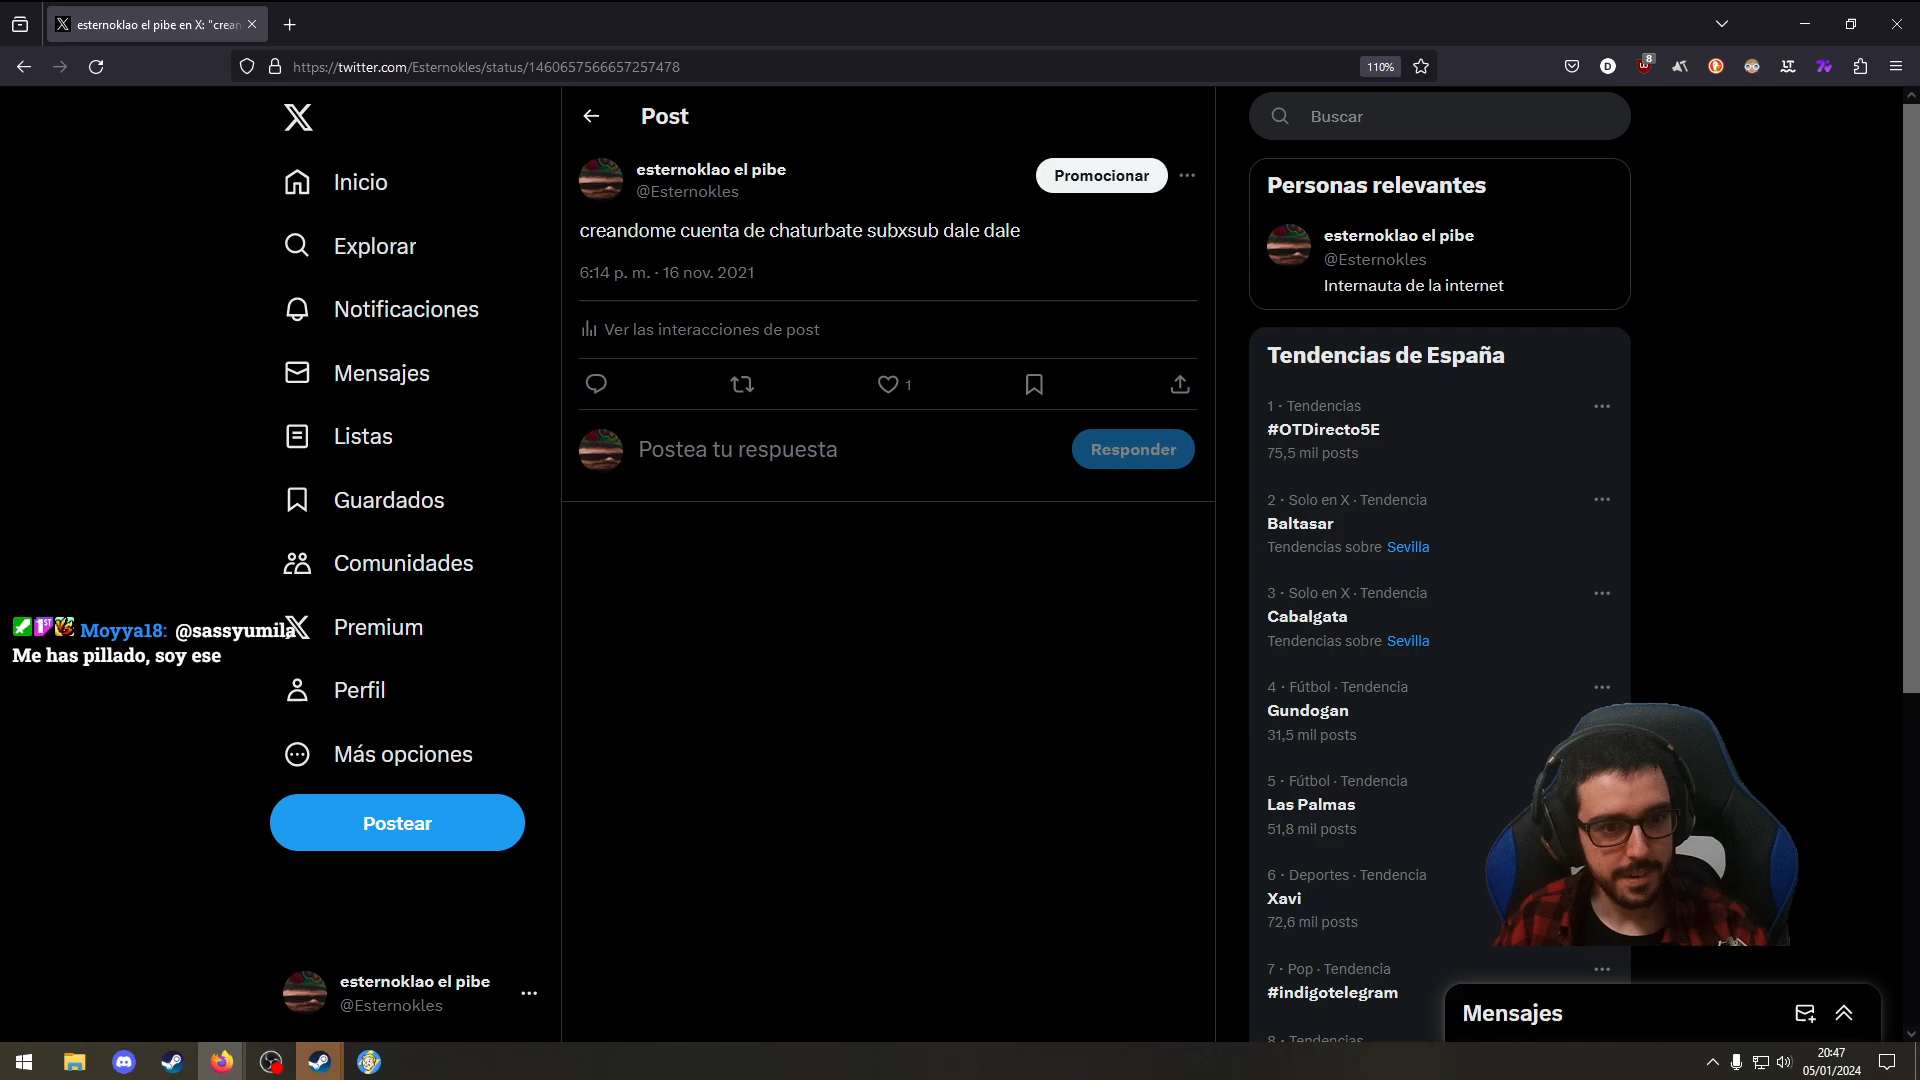 esternoklao el pibe en X: "crean
https://twitter.com/Esternokles/status/1460657566657257478
110%
8
Inicio
Explorar
Notificaciones
Mensajes
Listas
Guardados
Comunidades
Premium
Perfil
Más opciones
Postear
esternoklao el pibe
@Esternokles
1ST Moyya18: @sassyumila
Me has pillado, soy ese
Post
esternoklao el pibe
@Esternokles
Promocionar
creandome cuenta de chaturbate subxsub dale dale
6:14 p. m. · 16 nov. 2021
Ver las interacciones de post
1
Postea tu respuesta
Responder
Buscar
Personas relevantes
esternoklao el pibe
@Esternokles
Internauta de la internet
Tendencias de España
1 · Tendencias
#OTDirecto5E
75,5 mil posts
2 · Solo en X · Tendencia
Baltasar
Tendencias sobre Sevilla
3 · Solo en X · Tendencia
Cabalgata
Tendencias sobre Sevilla
4 · Fútbol · Tendencia
Gundogan
31,5 mil posts
5 · Fútbol · Tendencia
Las Palmas
51,8 mil posts
6 · Deportes · Tendencia
Xavi
72,6 mil posts
7 · Pop · Tendencia
#indigotelegram
8 · Tendencias
Mensajes
20:47
05/01/2024